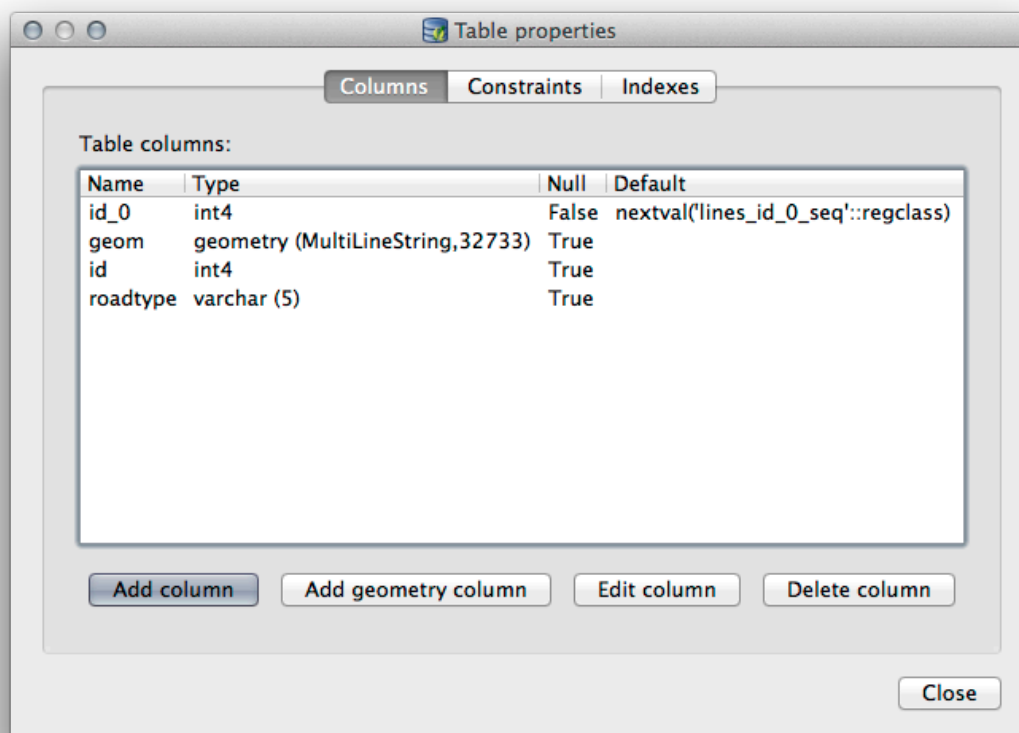 Table properties
Columns Constraints Indexes
Table columns:
Name Type Null Default
id_0 int4 False nextval('lines_id_0_seq'::regclass)
geom geometry (MultiLineString,32733) True
id int4 True
roadtype varchar (5) True
Add column Add geometry column Edit column Delete column
Close